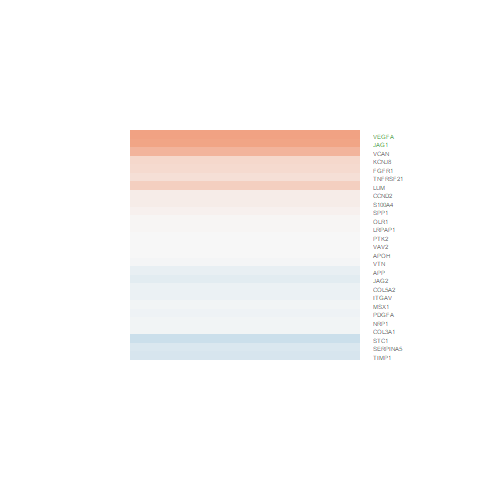 VEGFA
JAG1
VCAN
KCNJ8
FGFR1
TNFRSF21
LUM
CCND2
S100A4
SPP1
OLR1
LRPAP1
PTK2
VAV2
APOH
VTN
APP
JAG2
COL5A2
ITGAV
MSX1
PDGFA
NRP1
COL3A1
STC1
SERPINA5
TIMP1